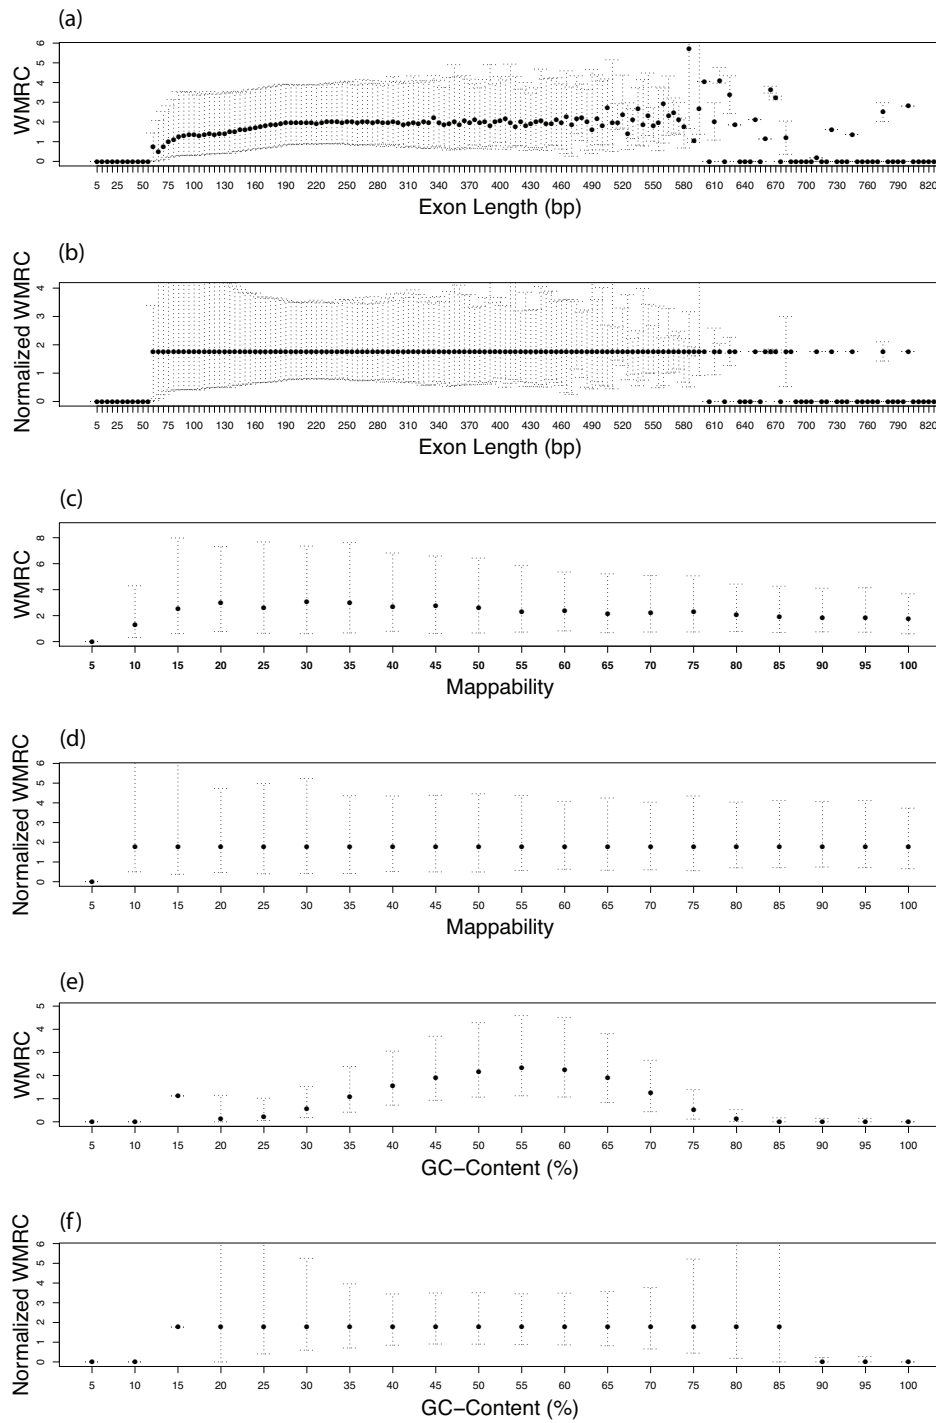 (a)
WMRC
0 1 2 3 4 5 6
5 25 50 75 100 130 160 190 220 250 280 310 340 370 400 430 460 490 520 550 580 610 640 670 700 730 760 790 820
Exon Length (bp)
(b)
Normalized WMRC
0 1 2 3 4
5 25 50 75 100 130 160 190 220 250 280 310 340 370 400 430 460 490 520 550 580 610 640 670 700 730 760 790 820
Exon Length (bp)
(c)
WMRC
0 2 4 6 8
5 10 15 20 25 30 35 40 45 50 55 60 65 70 75 80 85 90 95 100
Mappability
(d)
Normalized WMRC
0 1 2 3 4 5 6
5 10 15 20 25 30 35 40 45 50 55 60 65 70 75 80 85 90 95 100
Mappability
(e)
WMRC
0 1 2 3 4 5
5 10 15 20 25 30 35 40 45 50 55 60 65 70 75 80 85 90 95 100
GC−Content (%)
(f)
Normalized WMRC
0 1 2 3 4 5 6
5 10 15 20 25 30 35 40 45 50 55 60 65 70 75 80 85 90 95 100
GC−Content (%)